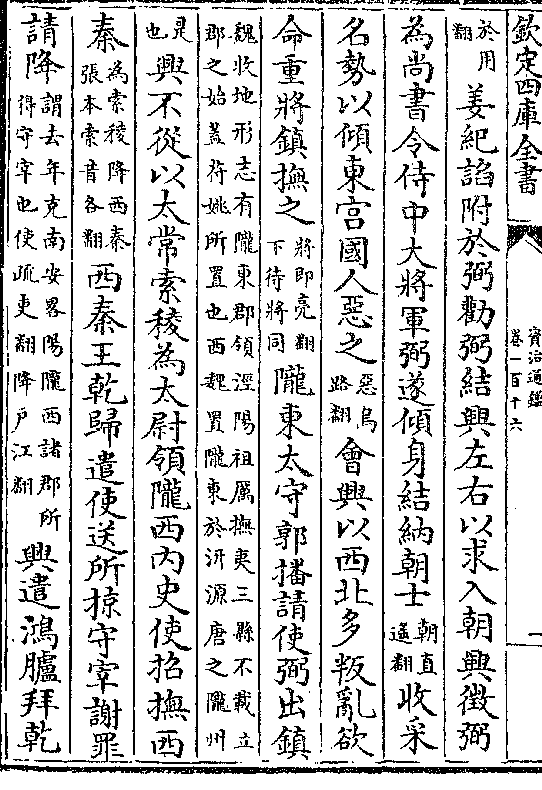 欽定四庫全書
資治通鑑
卷一百十六
一
於用
翻
姜紀諂附於弼勸弼結興左右以求入朝興徵弼
為尚書令侍中大將軍弼遂傾身結納朝士
朝直
遥翻
收采
名勢以傾東宮國人惡之
惡烏
路翻
會興以西北多叛亂欲
命重將鎮撫之
將即亮翻
下待將同
隴東太守郭播請使弼出鎮
魏收地形志有隴東郡領涇陽祖厲撫夷三縣不載立
郡之始蓋苻姚所置也西魏置隴東於汧源唐之隴州
是
也
興不從以太常索稜為太尉領隴西內史使招撫西
秦
為索稜降西秦
張本索昔各翻
西秦王乾歸遣使送所掠守宰謝罪
請降
謂去年克南安畧陽隴西諸郡所
得守宰也使疏吏翻降戶江翻
興遣鴻臚拜乾